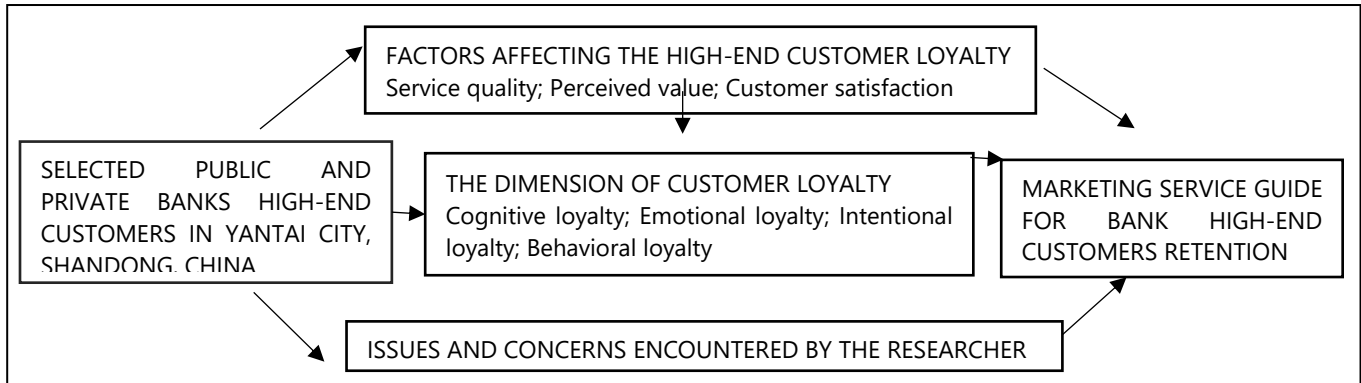 FACTORS AFFECTING THE HIGH-END CUSTOMER LOYALTY
Service quality; Perceived value; Customer satisfaction
SELECTED PUBLIC AND
PRIVATE BANKS HIGH-END
CUSTOMERS IN YANTAI CITY,
SHANDONG, CHINA
THE DIMENSION OF CUSTOMER LOYALTY
Cognitive loyalty; Emotional loyalty; Intentional
loyalty; Behavioral loyalty
MARKETING SERVICE GUIDE
FOR BANK HIGH-END
CUSTOMERS RETENTION
ISSUES AND CONCERNS ENCOUNTERED BY THE RESEARCHER